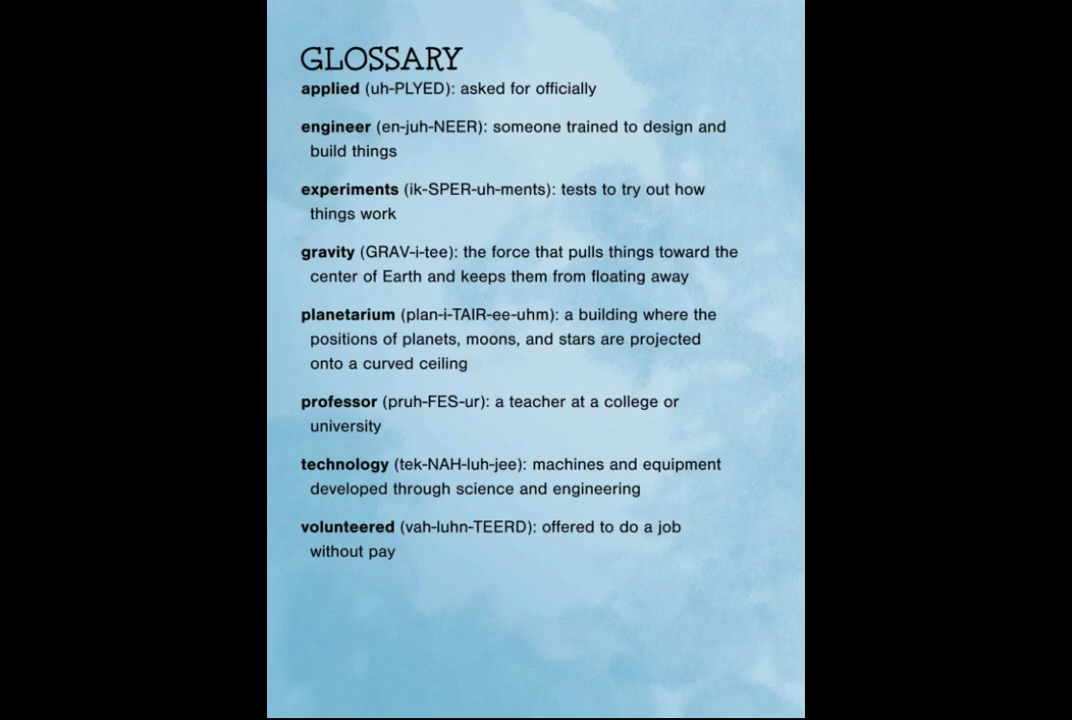 GLOSSARY
applied (uh-PLYED): asked for officially
engineer (en-juh-NEER): someone trained to design and
build things
experiments (ik-SPER-uh-ments): tests to try out how
things work
gravity (GRAV-i-tee): the force that pulls things toward the
center of Earth and keeps them from floating away
planetarium (plan-i-TAIR-ee-uhm): a building where the
positions of planets, moons, and stars are projected
onto a curved ceiling
professor (pruh-FES-ur): a teacher at a college or
university
technology (tek-NAH-luh-jee): machines and equipment
developed through science and engineering
volunteered (vah-luhn-TEERD): offered to do a job
without pay